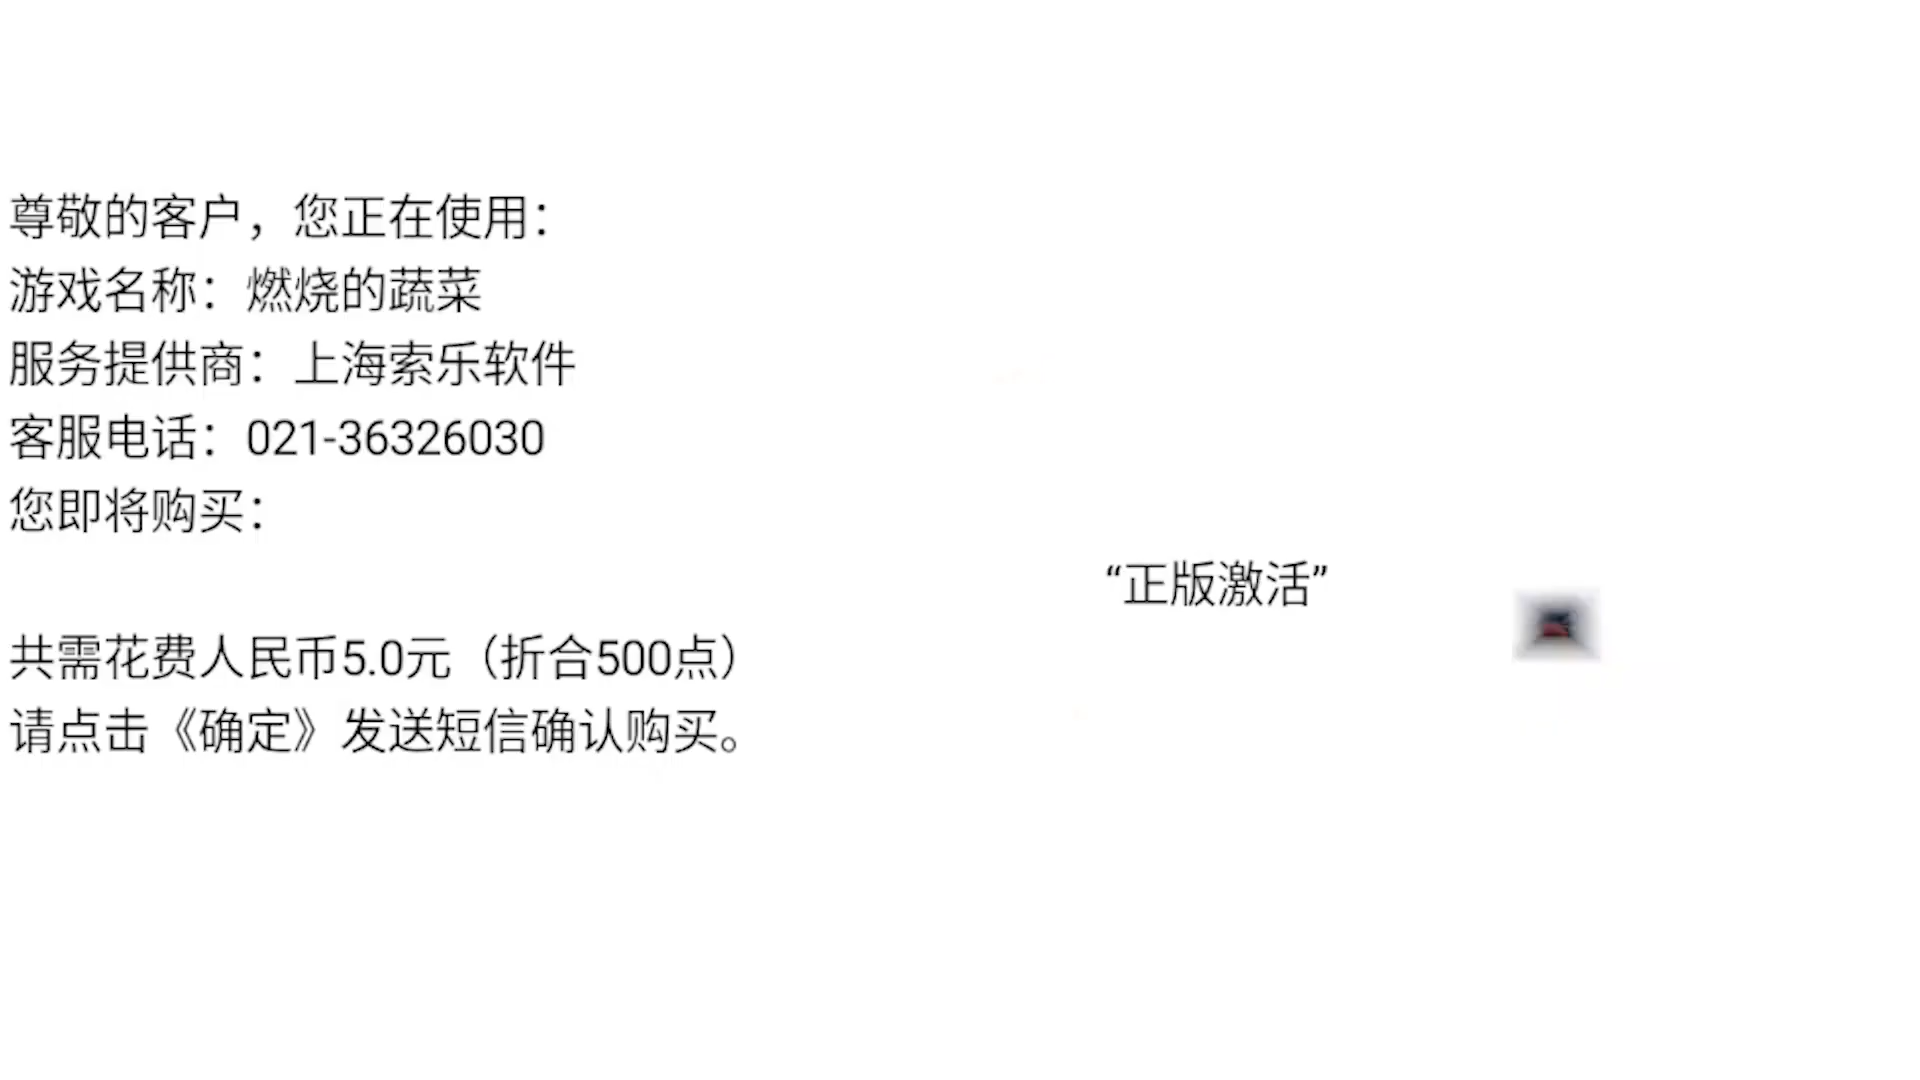 尊敬的客户，您正在使用：
游戏名称：燃烧的蔬菜
服务提供商：上海索乐软件
客服电话：021-36326030
您即将购买：
“正版激活”
共需花费人民币5.0元（折合500点）
请点击《确定》发送短信确认购买。